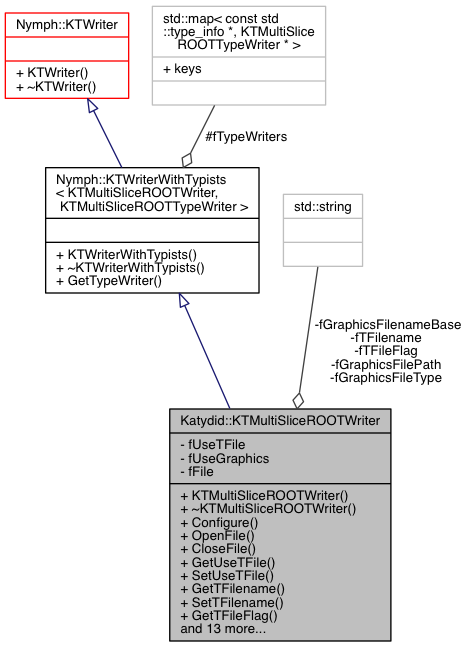 Nymph::KTWriter
+ KTWriter()
+ ~KTWriter()
std::map< const std
::type_info *, KTMultiSlice
ROOTTypeWriter * >
+ keys
#fTypeWriters
Nymph::KTWriterWithTypists
< KTMultiSliceROOTWriter,
KTMultiSliceROOTTypeWriter >
+ KTWriterWithTypists()
+ ~KTWriterWithTypists()
+ GetTypeWriter()
std::string
-fGraphicsFilenameBase
-fTFilename
-fTFileFlag
-fGraphicsFilePath
-fGraphicsFileType
Katydid::KTMultiSliceROOTWriter
- fUseTFile
- fUseGraphics
- fFile
+ KTMultiSliceROOTWriter()
+ ~KTMultiSliceROOTWriter()
+ Configure()
+ OpenFile()
+ CloseFile()
+ GetUseTFile()
+ SetUseTFile()
+ GetTFilename()
+ SetTFilename()
+ GetTFileFlag()
and 13 more...